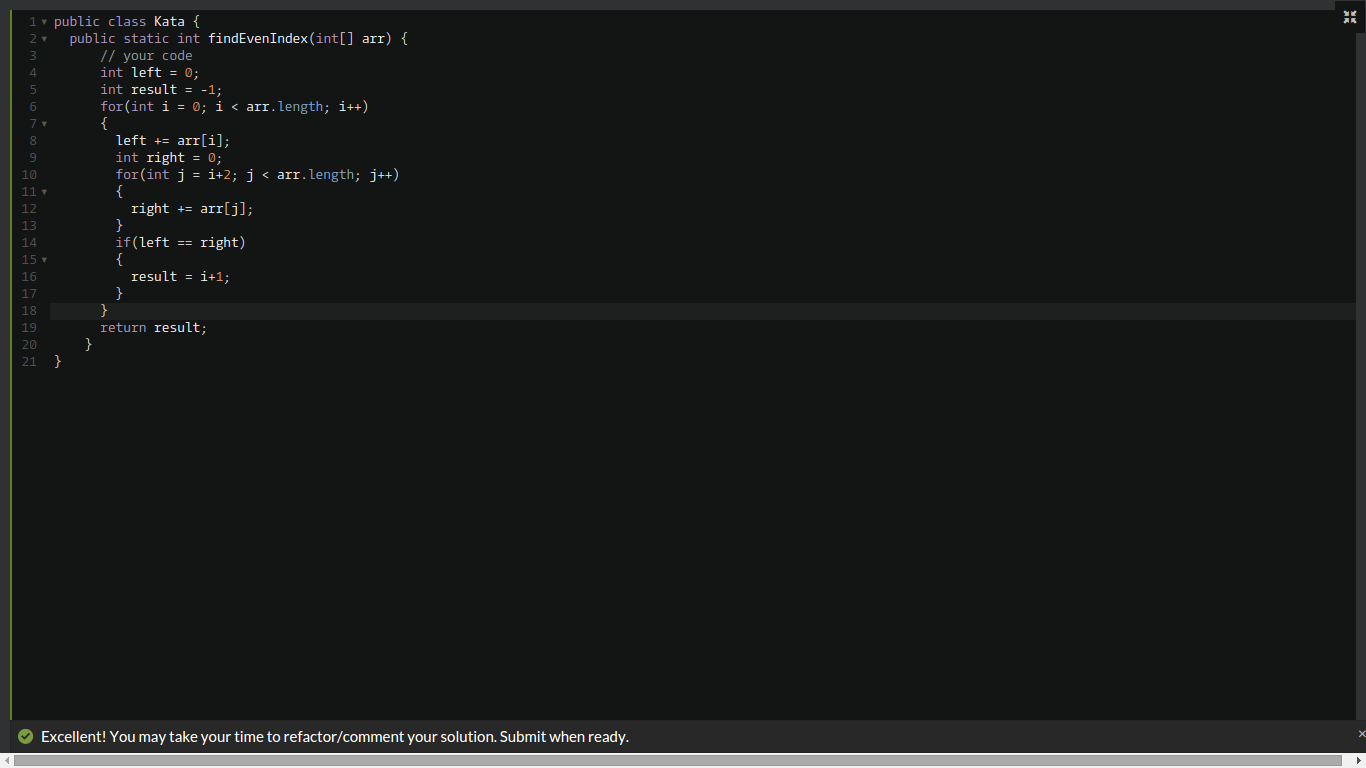 1 public class Kata {
2   public static int findEvenIndex(int[] arr) {
3       // your code
4       int left = 0;
5       int result = -1;
6       for(int i = 0; i < arr.length; i++)
7       {
8         left += arr[i];
9         int right = 0;
10         for(int j = i+2; j < arr.length; j++)
11         {
12           right += arr[j];
13         }
14         if(left == right)
15         {
16           result = i+1;
17         }
18       }
19       return result;
20     }
21 }
Excellent! You may take your time to refactor/comment your solution. Submit when ready.